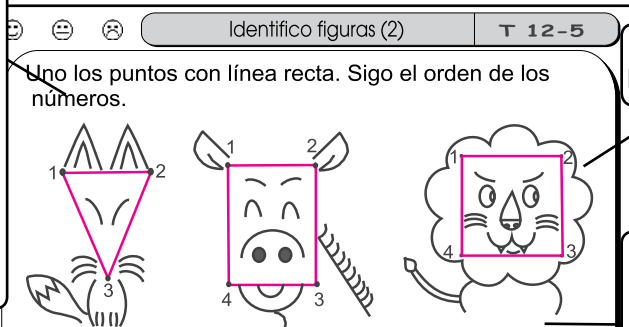 Identifico figuras (2)
T 12-5
Uno los puntos con línea recta. Sigo el orden de los
números.
1 2
3
1 2
4 3
1 2
4 3